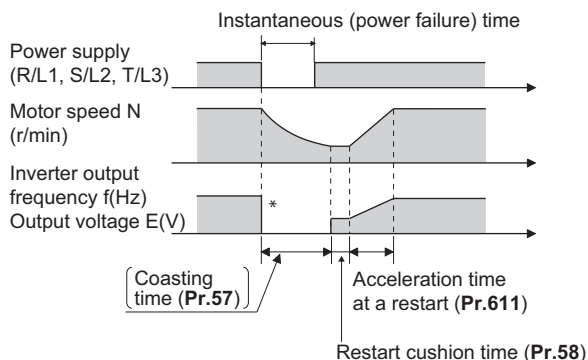 Instantaneous (power failure) time
Power supply
(R/L1, S/L2, T/L3)
Motor speed N
(r/min)
Inverter output
frequency f(Hz)
Output voltage E(V)
*
Coasting
time (Pr.57)
Acceleration time
at a restart (Pr.611)
Restart cushion time (Pr.58)